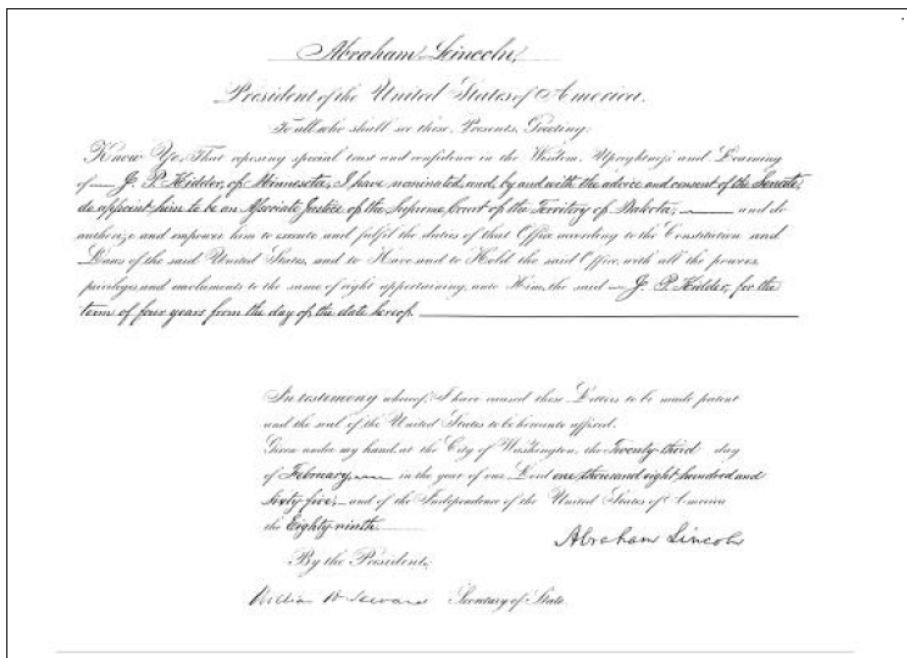 Abraham Lincoln,
President of the United States of America.
To all who shall see these Presents, Greeting:
Know Ye, That reposing special trust and confidence in the Wisdom, Uprightness and Learning
of — J. P. Kidder, of Minnesota, I have nominated, and, by and with the advice and consent of the Senate,
do appoint him to be an Associate Justice of the Supreme Court of the Territory of Dakota, — and do
authorize and empower him to execute and fulfil the duties of that Office according to the Constitution and
Laws of the said United States, and to Have and to Hold the said Office, with all the powers,
privileges and emoluments to the same of right appertaining, unto Him, the said — J. P. Kidder, for the
term of four years from the day of the date hereof.
In testimony whereof, I have caused these Letters to be made patent
and the seal of the United States to be hereunto affixed.
Given under my hand, at the City of Washington, the Twenty-third day
of February, in the year of our Lord one thousand eight hundred and
Sixty five, — and of the Independence of the United States of America
the Eighty-ninth.
Abraham Lincoln
By the President,
William H Seward Secretary of State.